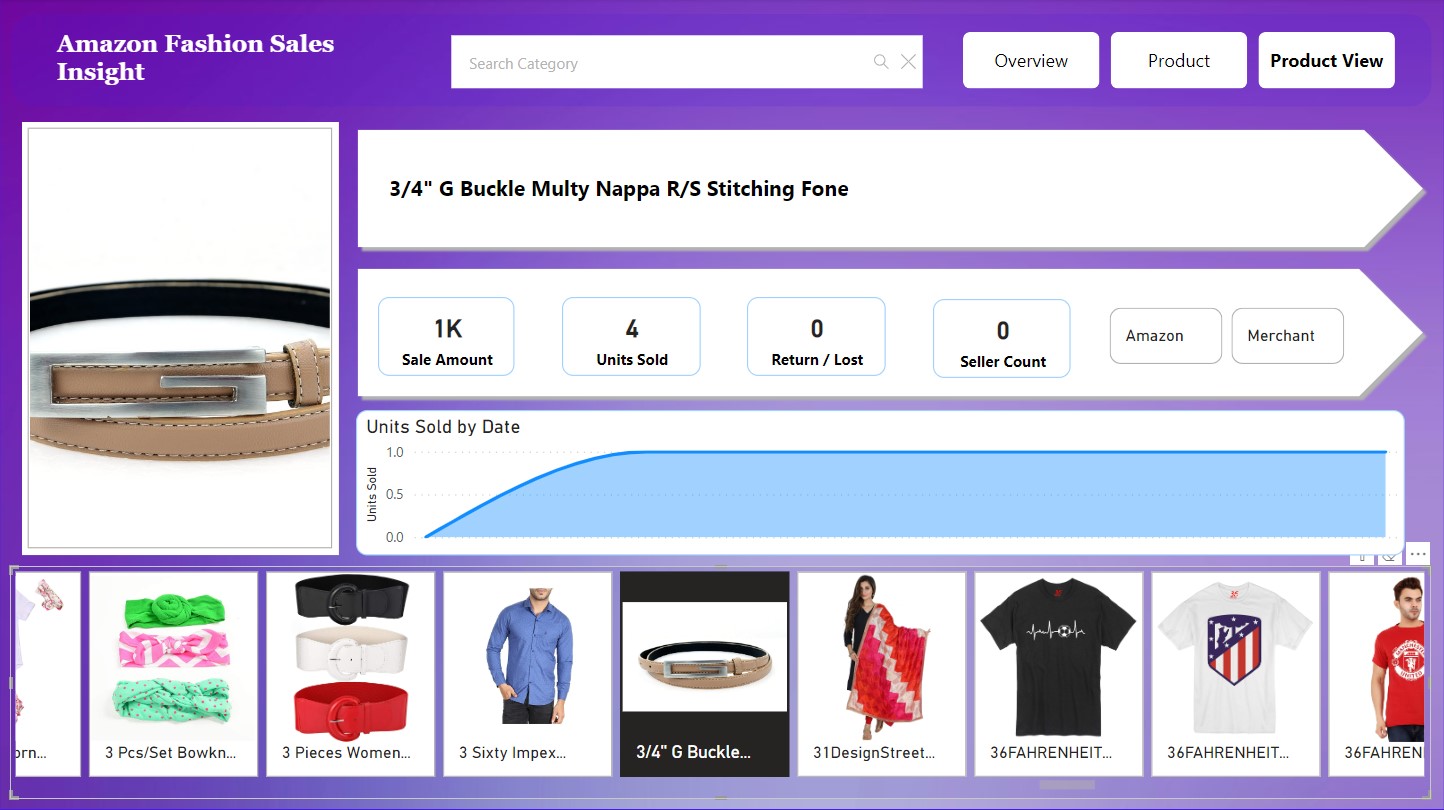 Amazon Fashion Sales
Insight
Search Category
Overview
Product
Product View
3/4" G Buckle Multy Nappa R/S Stitching Fone
1K
Sale Amount
4
Units Sold
0
Return / Lost
0
Seller Count
Amazon
Merchant
Units Sold by Date
Units Sold
1.0
0.5
0.0
orn...
3 Pcs/Set Bowkn...
3 Pieces Women...
3 Sixty Impex...
3/4" G Buckle...
31DesignStreet...
36FAHRENHEIT...
36FAHRENHEIT...
36FAHREN